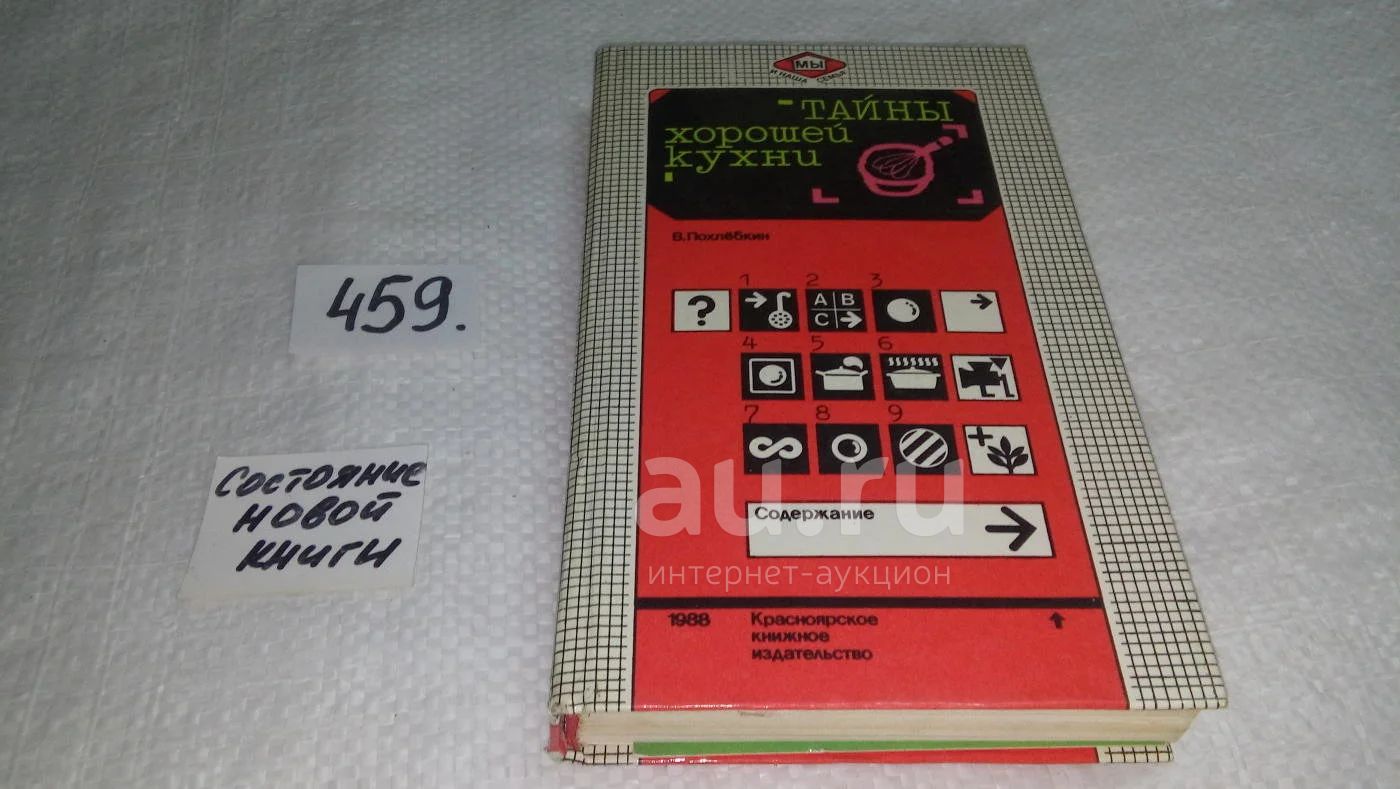 МЫ
И НАША СЕМЬЯ
ТАЙНЫ
хорошей
кухни
В.Похлёбкин
1 2 3
?
A B
C
4 5 6
7 8 9
+
Содержание
1988 Красноярское
книжное
издательство
459.
Состояние
новой
книги
au.ru
интернет-аукцион